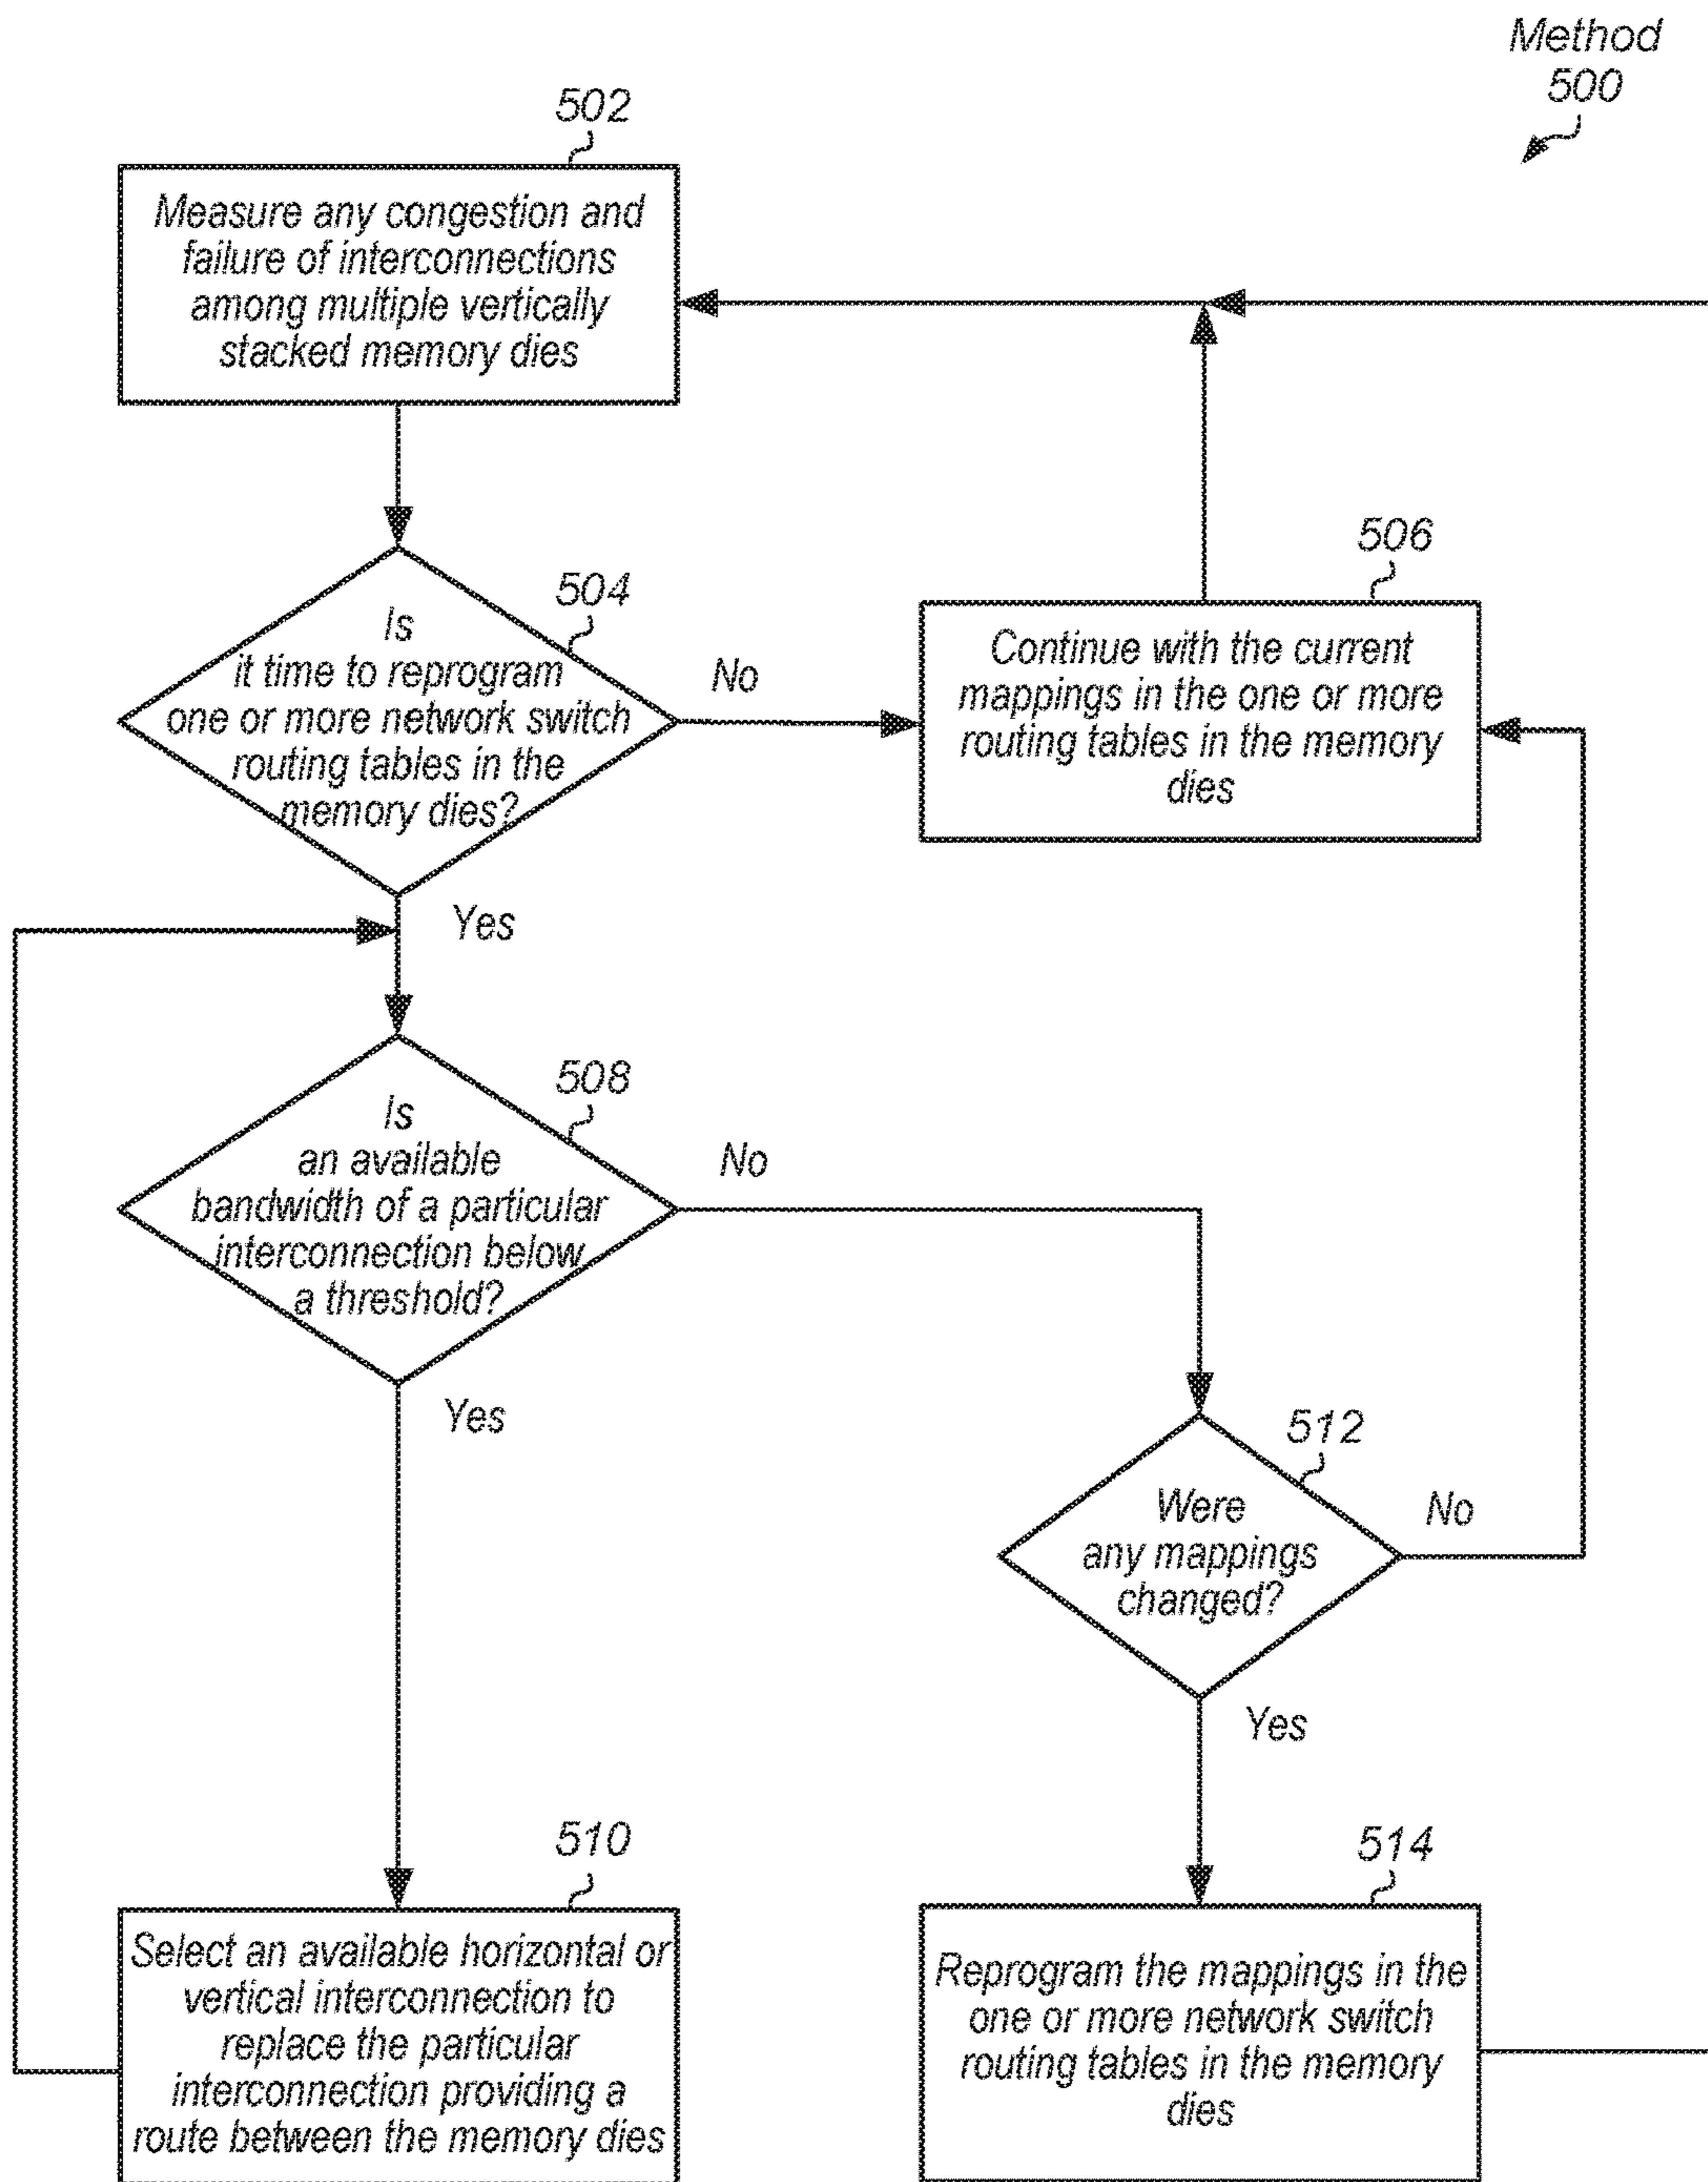 Method
500
502
Measure any congestion and
failure of interconnections
among multiple vertically
stacked memory dies
504
Is
it time to reprogram
one or more network switch
routing tables in the
memory dies?
No
Yes
506
Continue with the current
mappings in the one or more
routing tables in the memory
dies
508
Is
an available
bandwidth of a particular
interconnection below
a threshold?
No
Yes
512
Were
any mappings
changed?
No
Yes
510
Select an available horizontal or
vertical interconnection to
replace the particular
interconnection providing a
route between the memory dies
514
Reprogram the mappings in the
one or more network switch
routing tables in the memory
dies